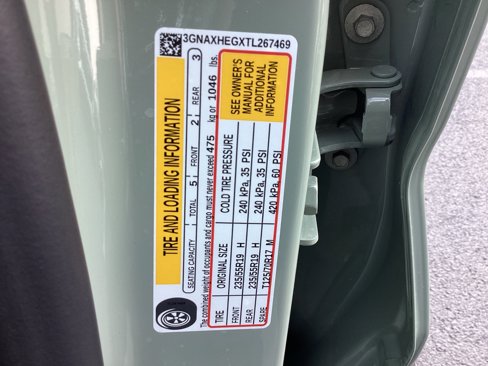 3GNAXHEGXTL267469
TIRE AND LOADING INFORMATION
SEATING CAPACITY TOTAL 5 FRONT 2 REAR 3
The combined weight of occupants and cargo must never exceed 475 kg or 1046 lbs.
TIRE ORIGINAL SIZE COLD TIRE PRESSURE
FRONT 235/55R19 H 240 kPa, 35 PSI
REAR 235/55R19 H 240 kPa, 35 PSI
SPARE T125/70R17 M 420 kPa, 60 PSI
SEE OWNER'S
MANUAL FOR
ADDITIONAL
INFORMATION